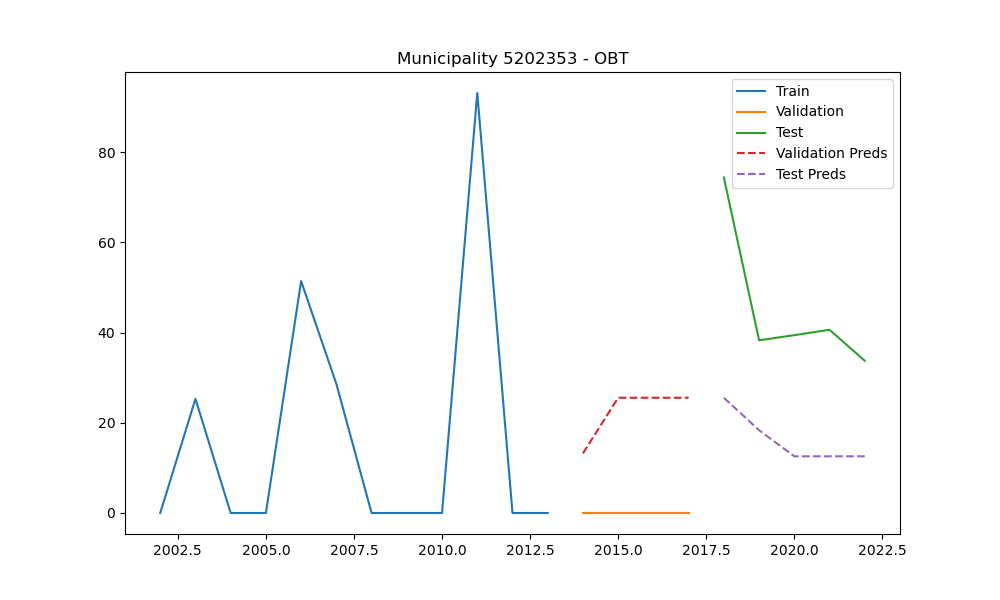 Municipality 5202353 - OBT
Train
Validation
Test
Validation Preds
Test Preds
80
60
40
20
0
2002.5 2005.0 2007.5 2010.0 2012.5 2015.0 2017.5 2020.0 2022.5